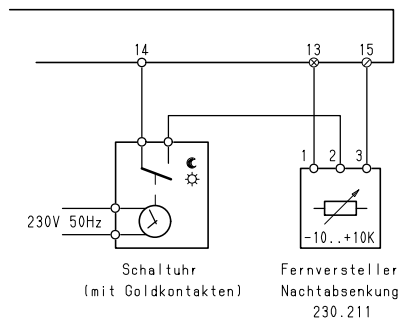 14 13 15
1 2 3
230V 50Hz
-10..+10K
Schaltuhr
(mit Goldkontakten)
Fernversteller
Nachtabsenkung
230.211